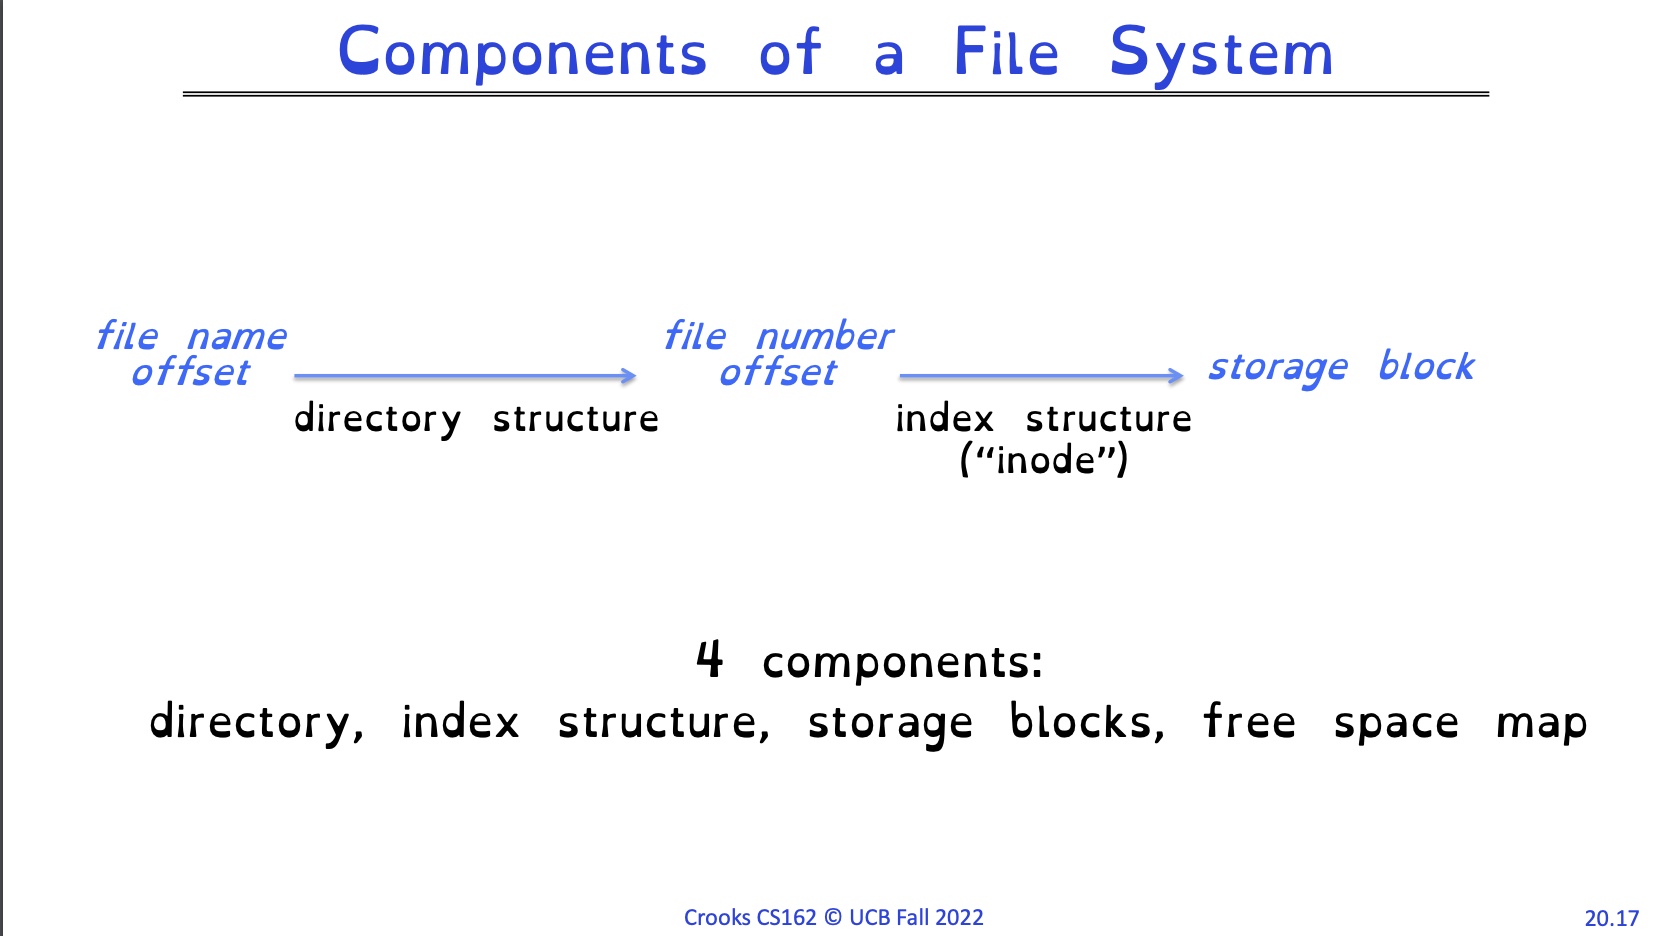 Components of a File System
file name
offset
directory structure
file number
offset
index structure
(“inode”)
storage block
4 components:
directory, index structure, storage blocks, free space map
Crooks CS162 © UCB Fall 2022
20.17